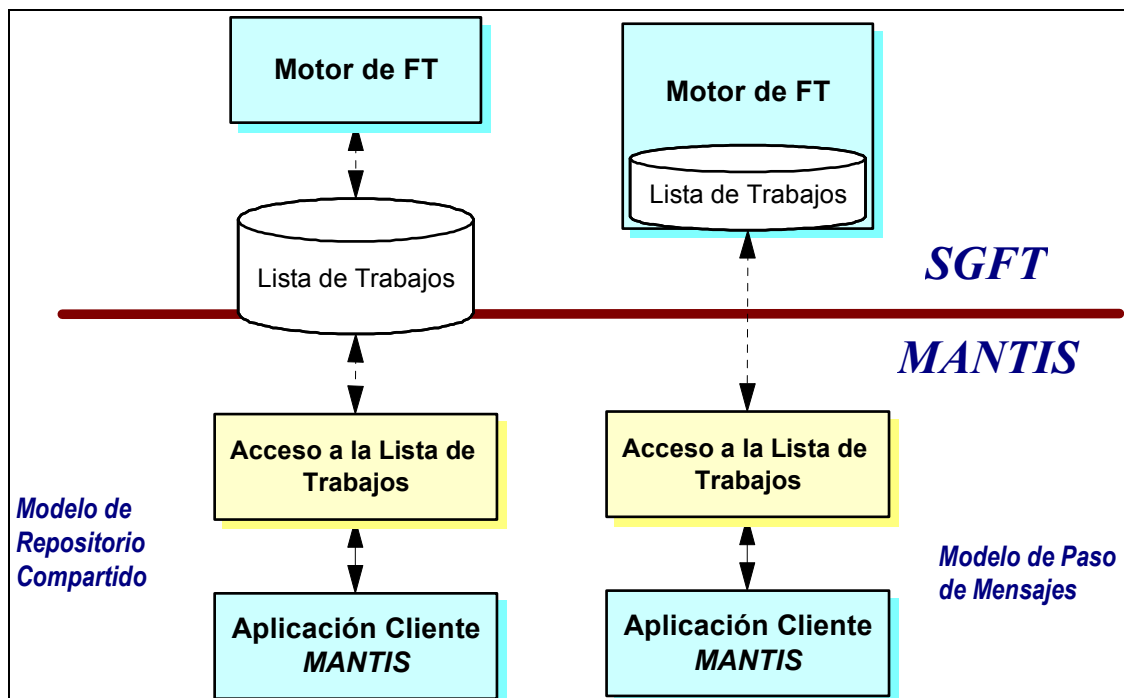 Motor de FT
Lista de Trabajos
Acceso a la Lista de
Trabajos
Aplicación Cliente
MANTIS
Modelo de
Repositorio
Compartido
Motor de FT
Lista de Trabajos
SGFT
MANTIS
Acceso a la Lista de
Trabajos
Aplicación Cliente
MANTIS
Modelo de Paso
de Mensajes